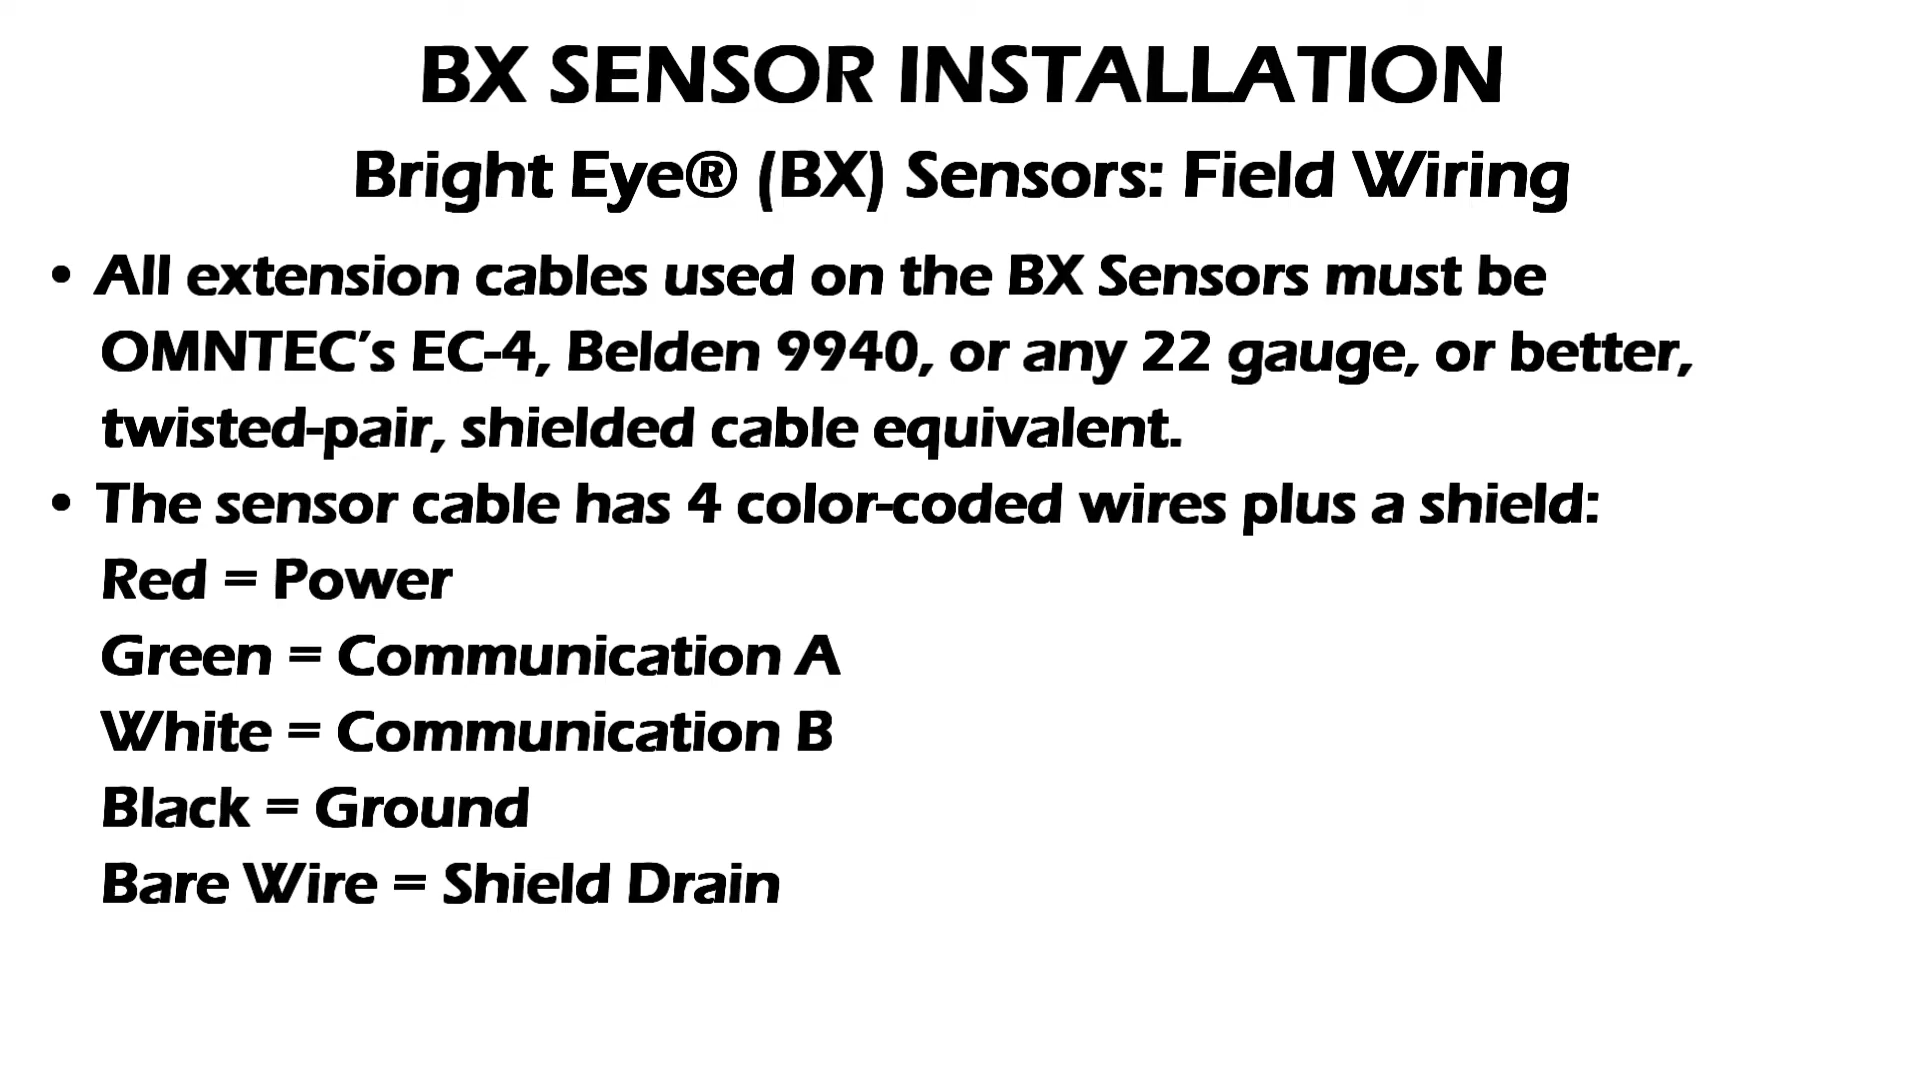 BX SENSOR INSTALLATION
Bright Eye® (BX) Sensors: Field Wiring
• All extension cables used on the BX Sensors must be
OMNTEC’s EC-4, Belden 9940, or any 22 gauge, or better,
twisted-pair, shielded cable equivalent.
• The sensor cable has 4 color-coded wires plus a shield:
Red = Power
Green = Communication A
White = Communication B
Black = Ground
Bare Wire = Shield Drain